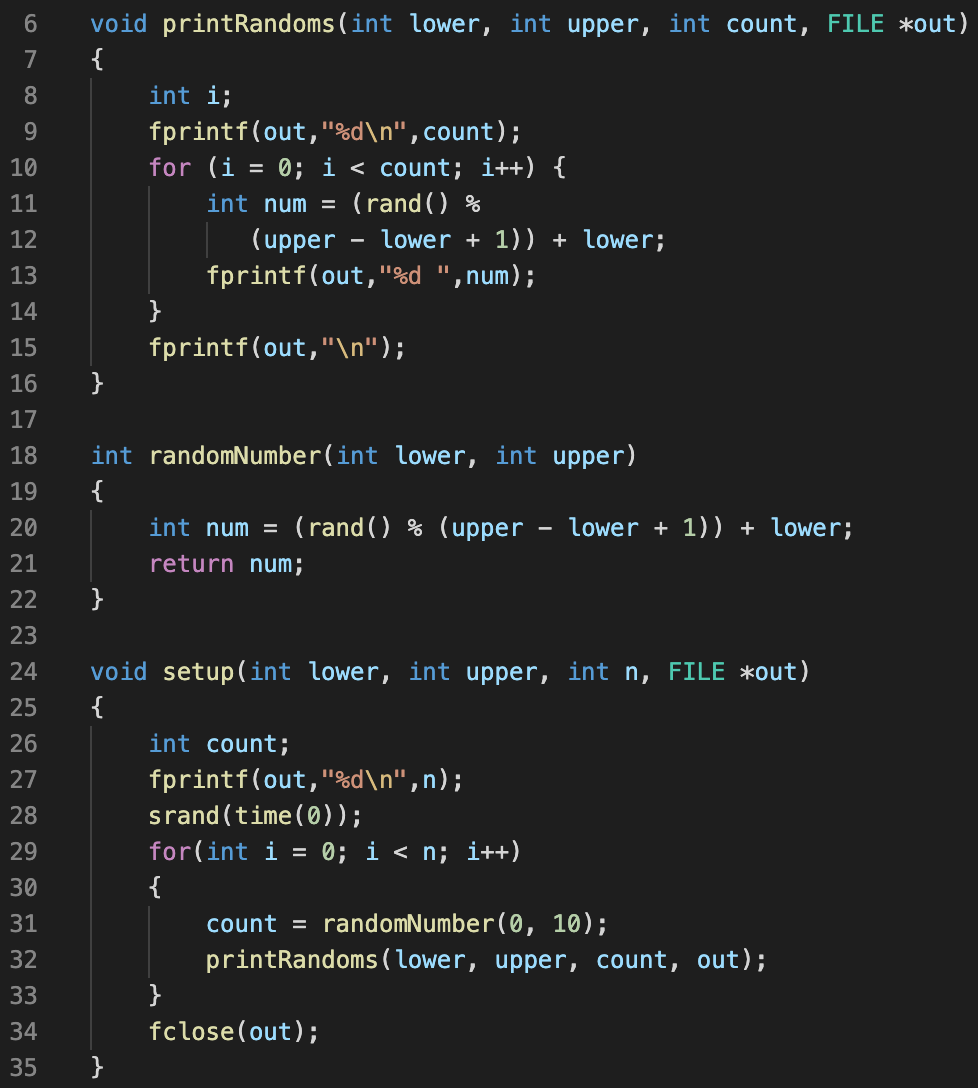 6 void printRandoms(int lower, int upper, int count, FILE *out)
7 {
8     int i;
9     fprintf(out,"%d\n",count);
10     for (i = 0; i < count; i++) {
11         int num = (rand() %
12            (upper - lower + 1)) + lower;
13         fprintf(out,"%d ",num);
14     }
15     fprintf(out,"\n");
16 }
17
18 int randomNumber(int lower, int upper)
19 {
20     int num = (rand() % (upper - lower + 1)) + lower;
21     return num;
22 }
23
24 void setup(int lower, int upper, int n, FILE *out)
25 {
26     int count;
27     fprintf(out,"%d\n",n);
28     srand(time(0));
29     for(int i = 0; i < n; i++)
30     {
31         count = randomNumber(0, 10);
32         printRandoms(lower, upper, count, out);
33     }
34     fclose(out);
35 }